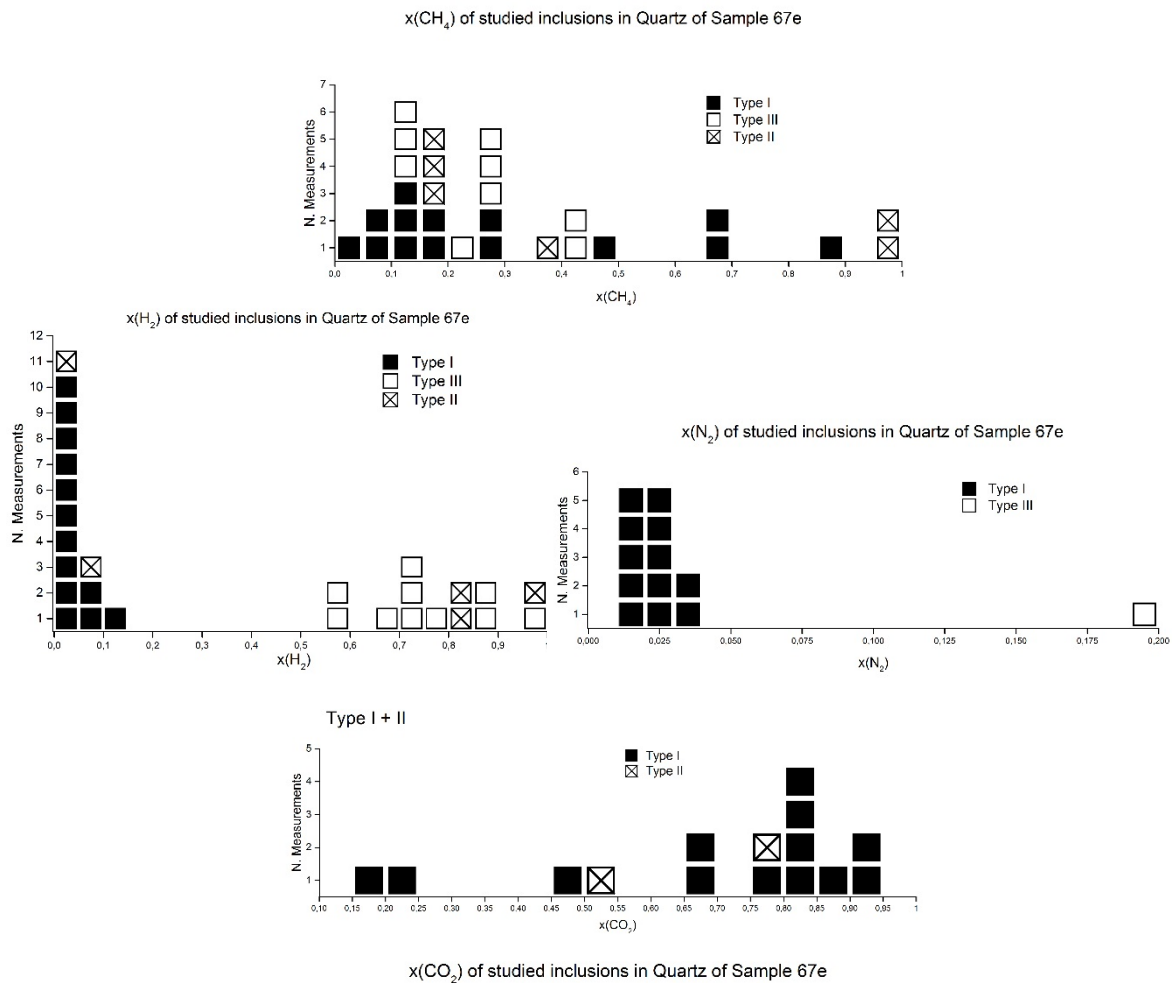 x(CH₄) of studied inclusions in Quartz of Sample 67e
7
6
5
4
3
2
1
N. Measurements
Type I
Type III
Type II
0,0 0,1 0,2 0,3 0,4 0,5 0,6 0,7 0,8 0,9 1
x(CH₄)
x(H₂) of studied inclusions in Quartz of Sample 67e
12
11
10
9
8
7
6
5
4
3
2
1
N. Measurements
Type I
Type III
Type II
0,0 0,1 0,2 0,3 0,4 0,5 0,6 0,7 0,8 0,9
x(H₂)
x(N₂) of studied inclusions in Quartz of Sample 67e
6
5
4
3
2
1
N. Measurements
Type I
Type III
0,000 0,025 0,050 0,075 0,100 0,125 0,150 0,175 0,200
x(N₂)
Type I + II
5
4
3
2
1
N. Measurements
Type I
Type II
0,10 0,15 0,20 0,25 0,30 0,35 0,40 0,45 0,50 0,55 0,60 0,65 0,70 0,75 0,80 0,85 0,90 0,95 1
x(CO₂)
x(CO₂) of studied inclusions in Quartz of Sample 67e